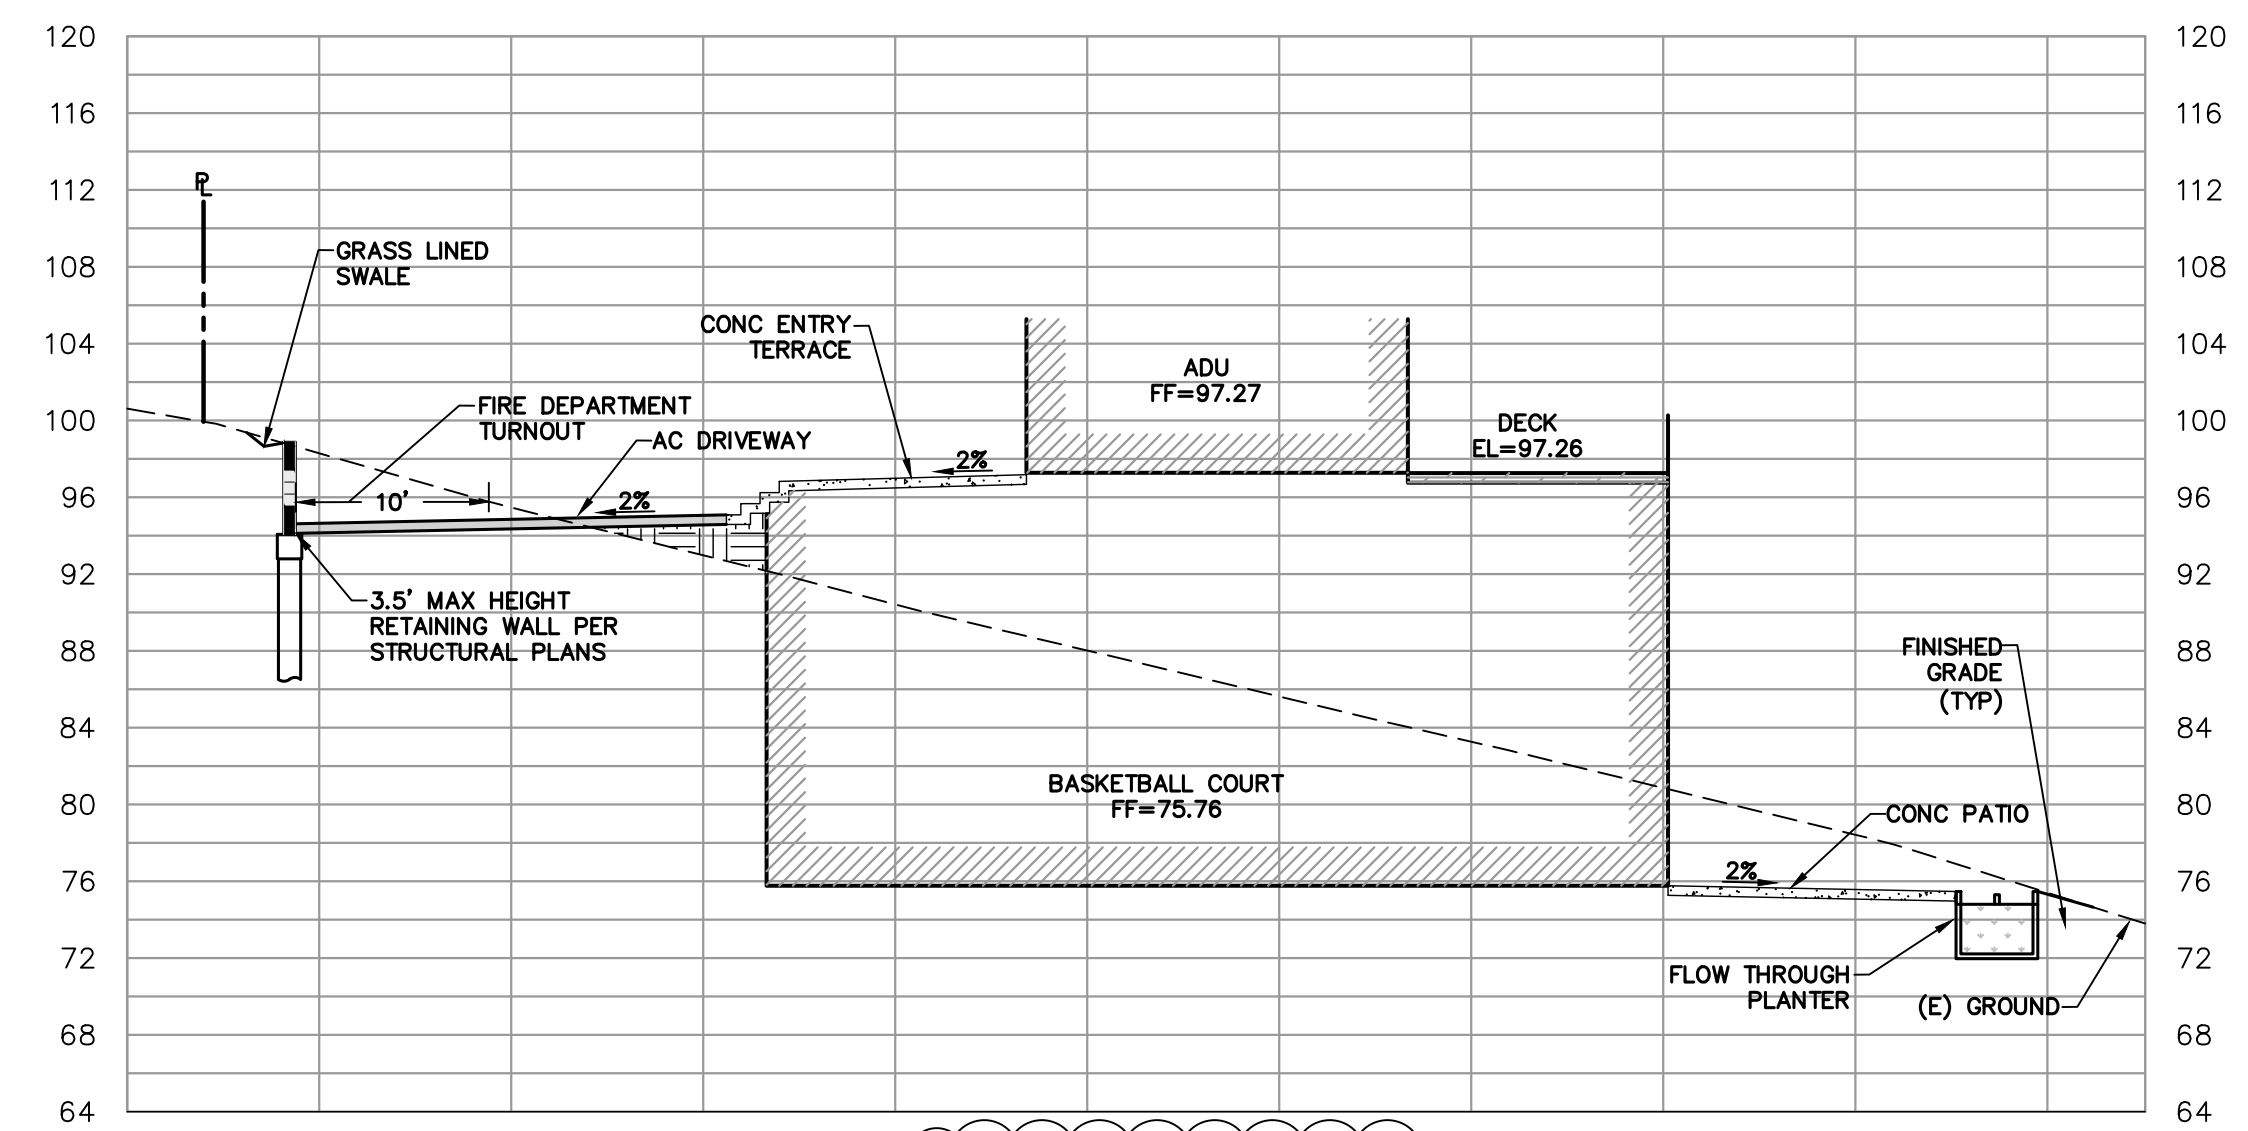 120 120
116 116
112 112
108 108
104 104
100 100
96 96
92 92
88 88
84 84
80 80
76 76
72 72
68 68
64 64
PL
GRASS LINED
SWALE
CONC ENTRY
TERRACE
ADU
FF=97.27
FIRE DEPARTMENT
TURNOUT
AC DRIVEWAY
DECK
EL=97.26
2%
10'
2%
3.5' MAX HEIGHT
RETAINING WALL PER
STRUCTURAL PLANS
FINISHED
GRADE
(TYP)
BASKETBALL COURT
FF=75.76
CONC PATIO
2%
FLOW THROUGH
PLANTER
(E) GROUND